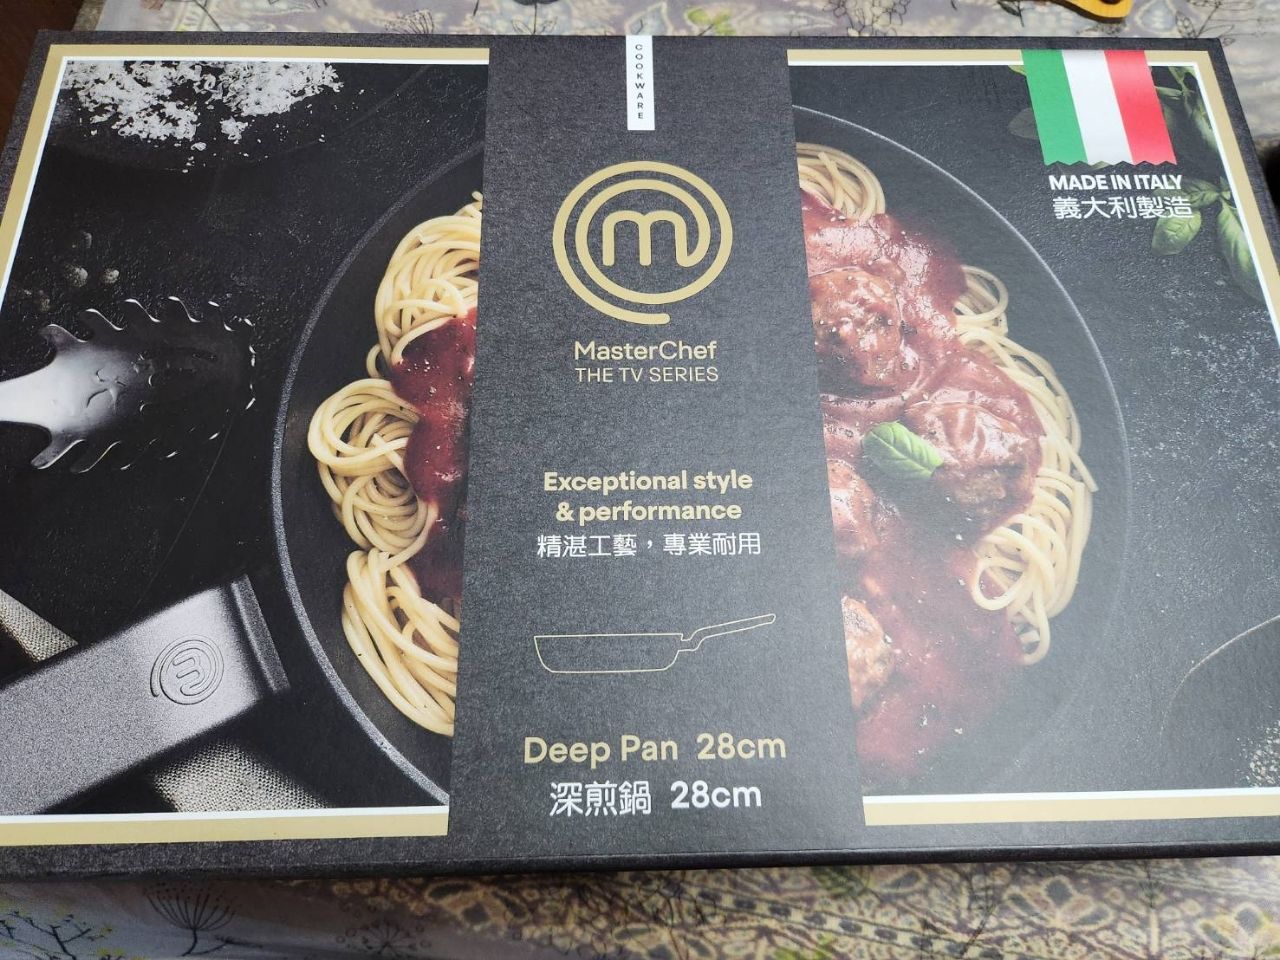 COOKWARE
MADE IN ITALY
義大利製造
m
MasterChef
THE TV SERIES
Exceptional style
& performance
精湛工藝，專業耐用
Deep Pan 28cm
深煎鍋 28cm
m